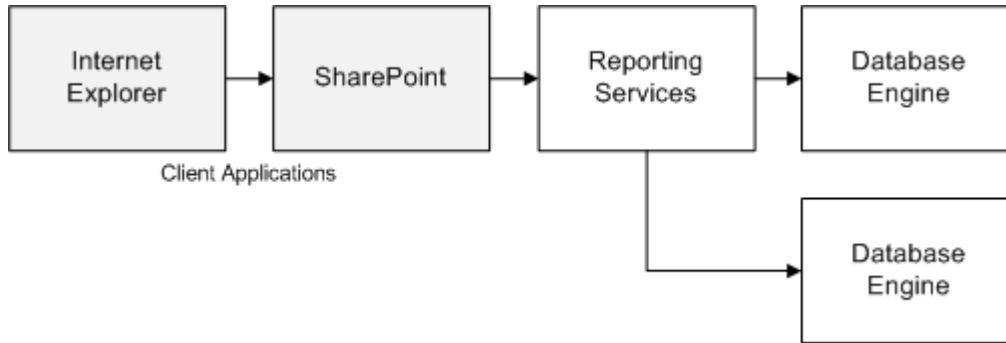 Internet
Explorer
SharePoint
Reporting
Services
Database
Engine
Client Applications
Database
Engine